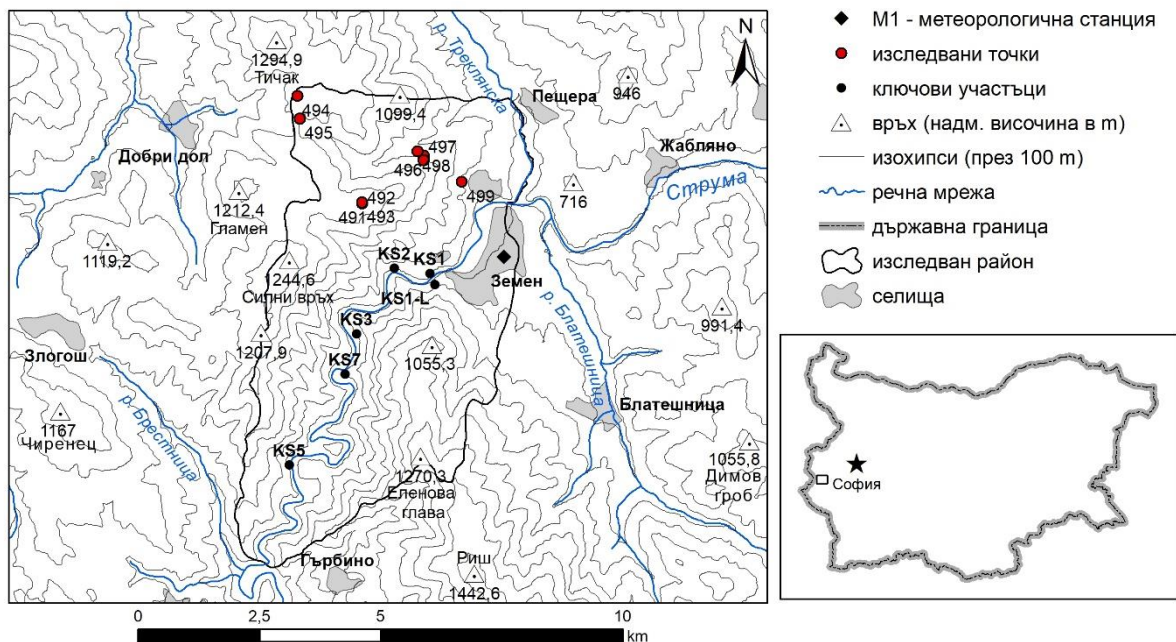 1294,9
Тичак
р. Треклянска
N
Пещера
946
1099,4
494
495
Добри дол
497
496
498
499
Жабляно
Струма
716
1212,4
Гламен
492
491
493
1119,2
KS2
KS1
Земен
1244,6
Силни връх
KS1-L
р. Блатешница
991,4
KS3
1207,9
1055,3
Злогош
KS7
Блатешница
1167
Чиренец
р. Брестница
KS5
1270,3
Еленова
глава
1055,8
Димов
гроб
Гърбино
Риш
1442,6
0
2,5
5
10
km
М1 - метеорологична станция
изследвани точки
ключови участъци
връх (надм. височина в m)
изохипси (през 100 m)
речна мрежа
държавна граница
изследван район
селища
София